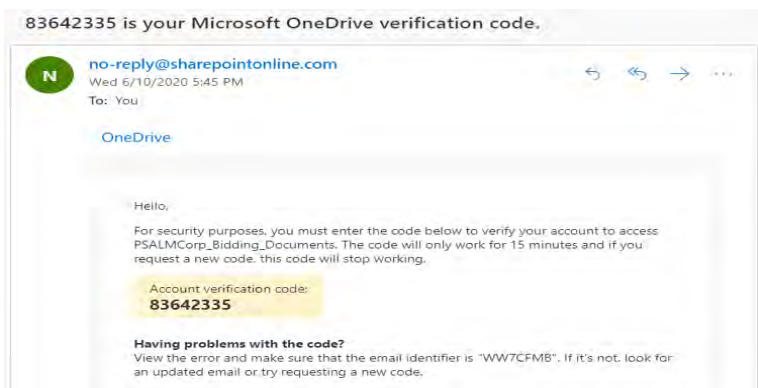 83642335 is your Microsoft OneDrive verification code.
N
no-reply@sharepointonline.com
Wed 6/10/2020 5:45 PM
To: You
OneDrive
Hello,
For security purposes, you must enter the code below to verify your account to access
PSALMCorp_Bidding_Documents. The code will only work for 15 minutes and if you
request a new code, this code will stop working.
Account verification code:
83642335
Having problems with the code?
View the error and make sure that the email identifier is "WW7CFMB". If it's not, look for
an updated email or try requesting a new code.